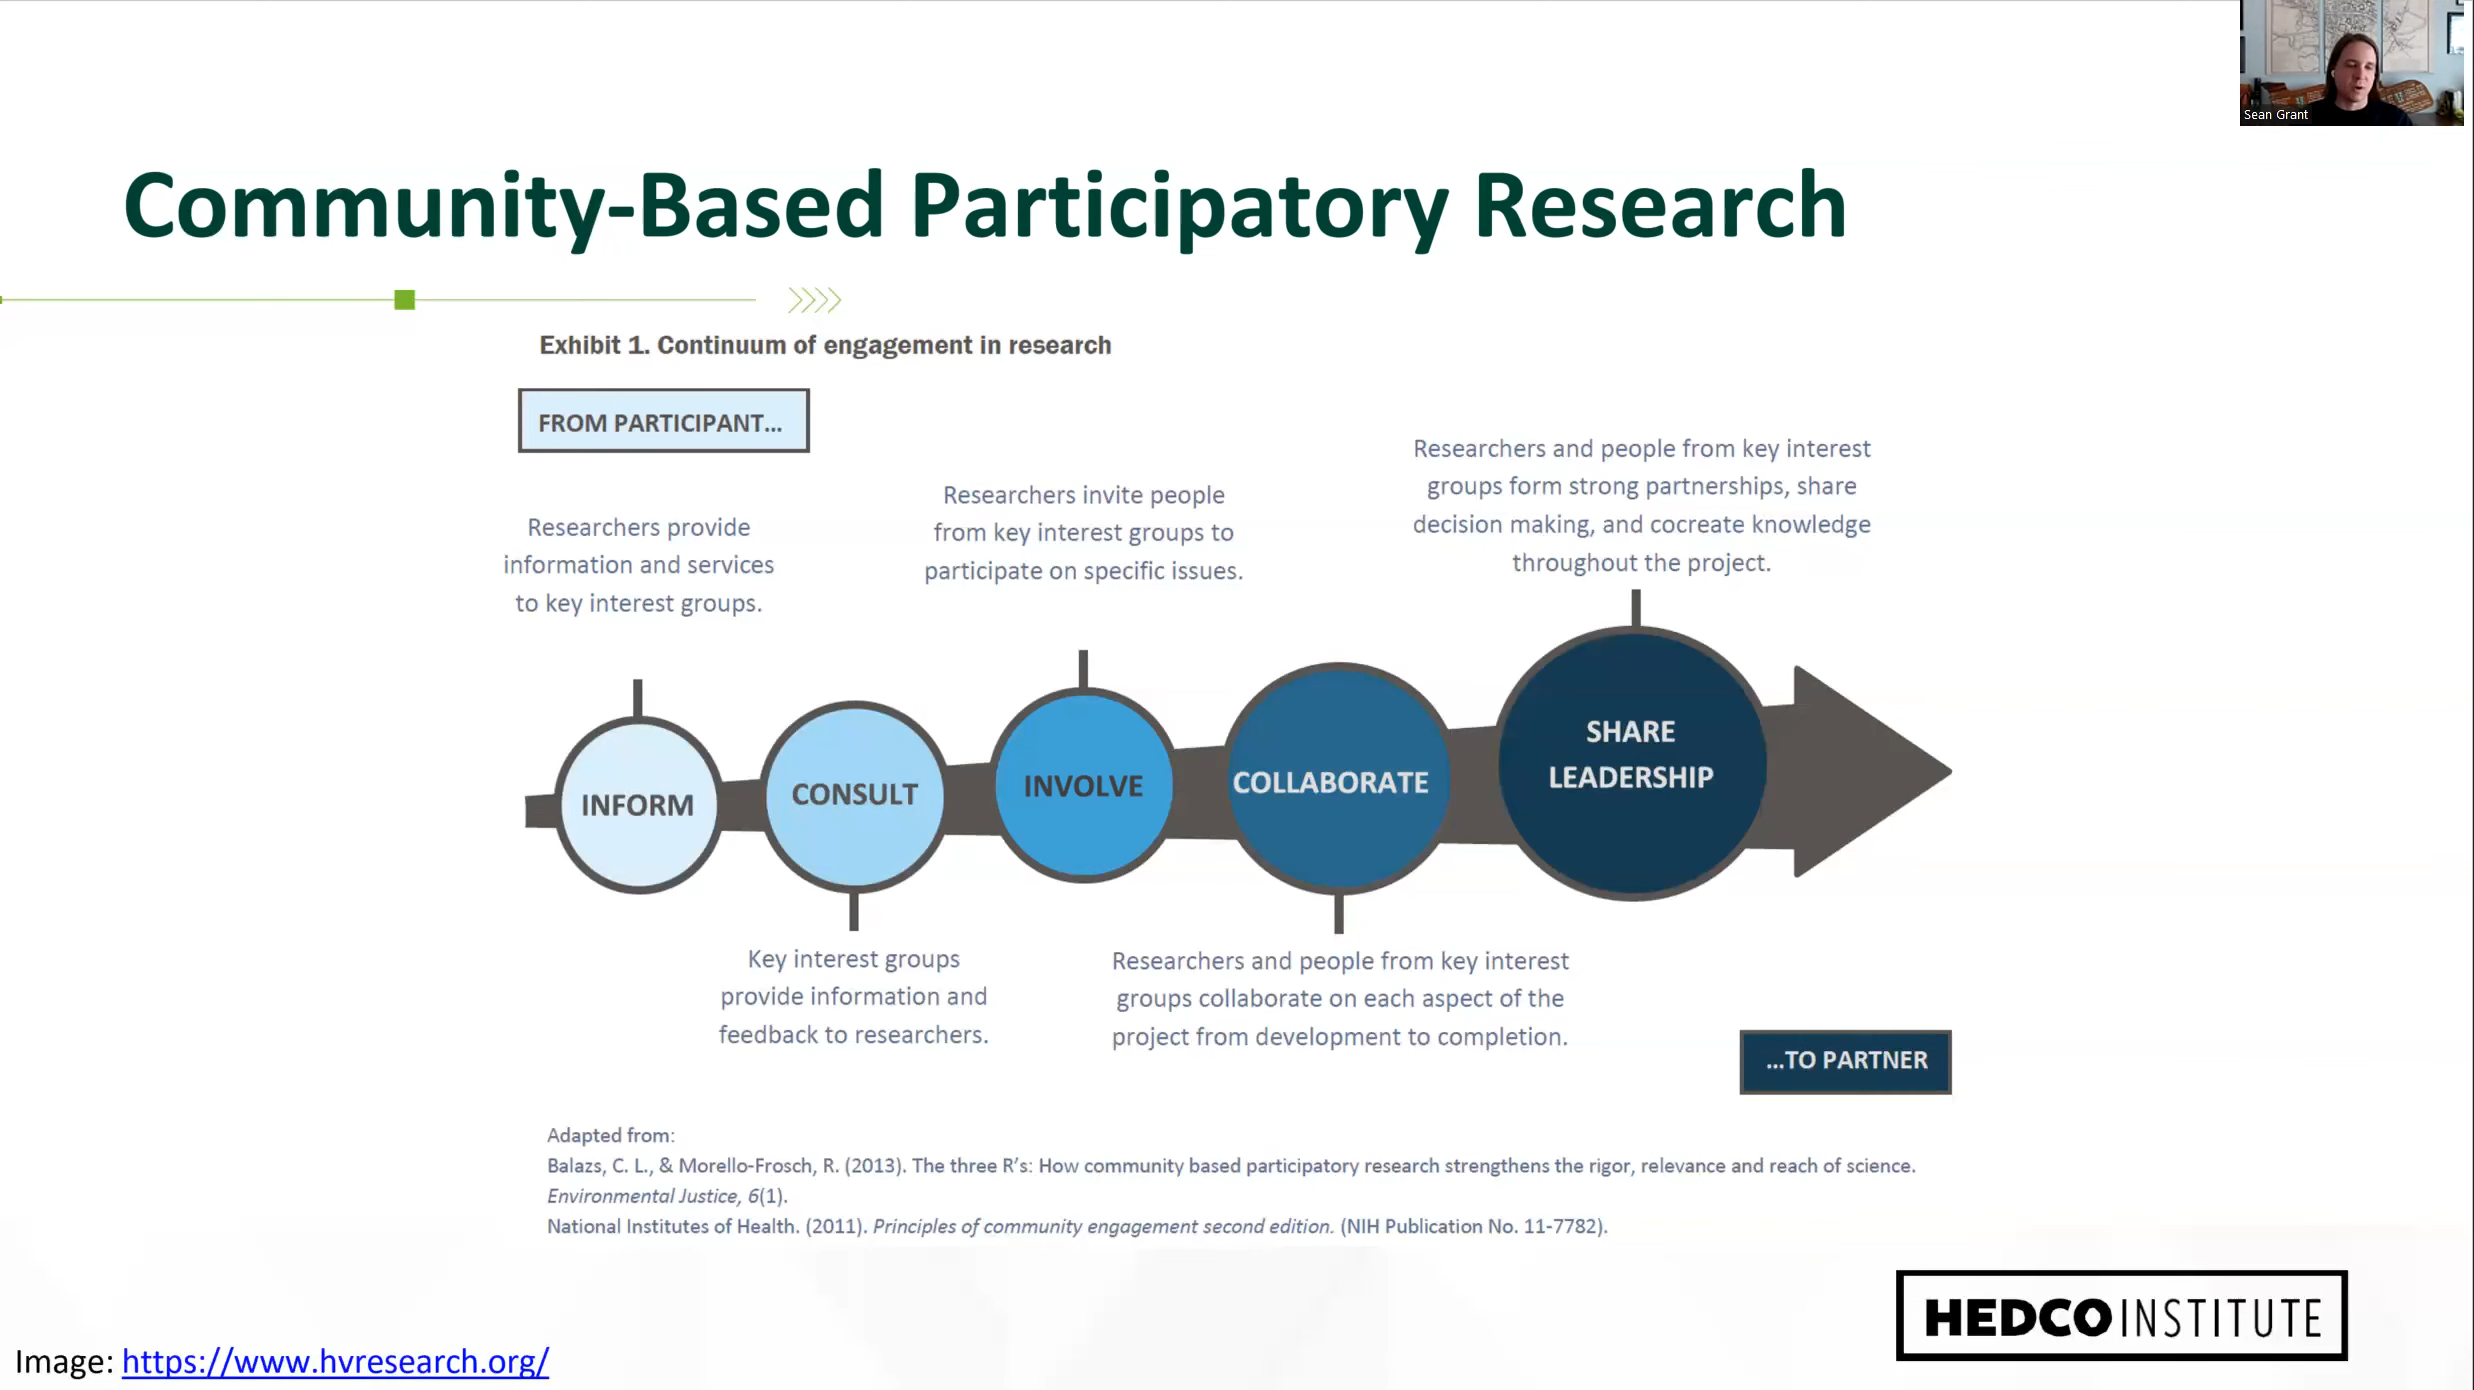 Sean Grant
Community-Based Participatory Research
Exhibit 1. Continuum of engagement in research
FROM PARTICIPANT...
Researchers provide
information and services
to key interest groups.
Researchers invite people
from key interest groups to
participate on specific issues.
Researchers and people from key interest
groups form strong partnerships, share
decision making, and cocreate knowledge
throughout the project.
INFORM
CONSULT
INVOLVE
COLLABORATE
SHARE
LEADERSHIP
Key interest groups
provide information and
feedback to researchers.
Researchers and people from key interest
groups collaborate on each aspect of the
project from development to completion.
...TO PARTNER
Adapted from:
Balazs, C. L., & Morello-Frosch, R. (2013). The three R's: How community based participatory research strengthens the rigor, relevance and reach of science.
Environmental Justice, 6(1).
National Institutes of Health. (2011). Principles of community engagement second edition. (NIH Publication No. 11-7782).
HEDCO INSTITUTE
Image: https://www.hvresearch.org/